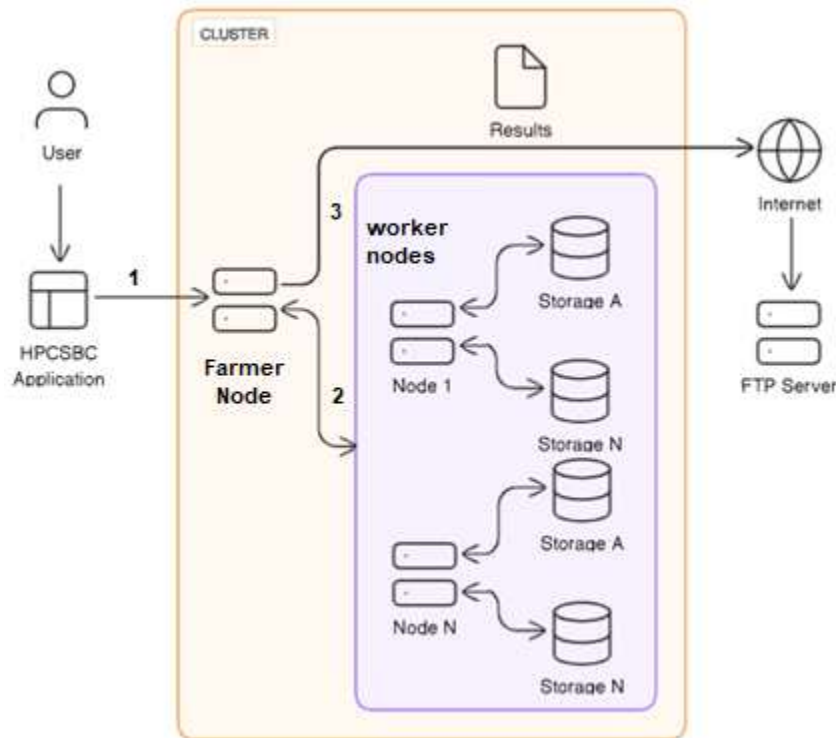 CLUSTER
User
Results
Internet
1
3
worker
nodes
Storage A
HPCSBC
Application
Farmer
Node
2
Node 1
FTP Server
Storage N
Storage A
Node N
Storage N